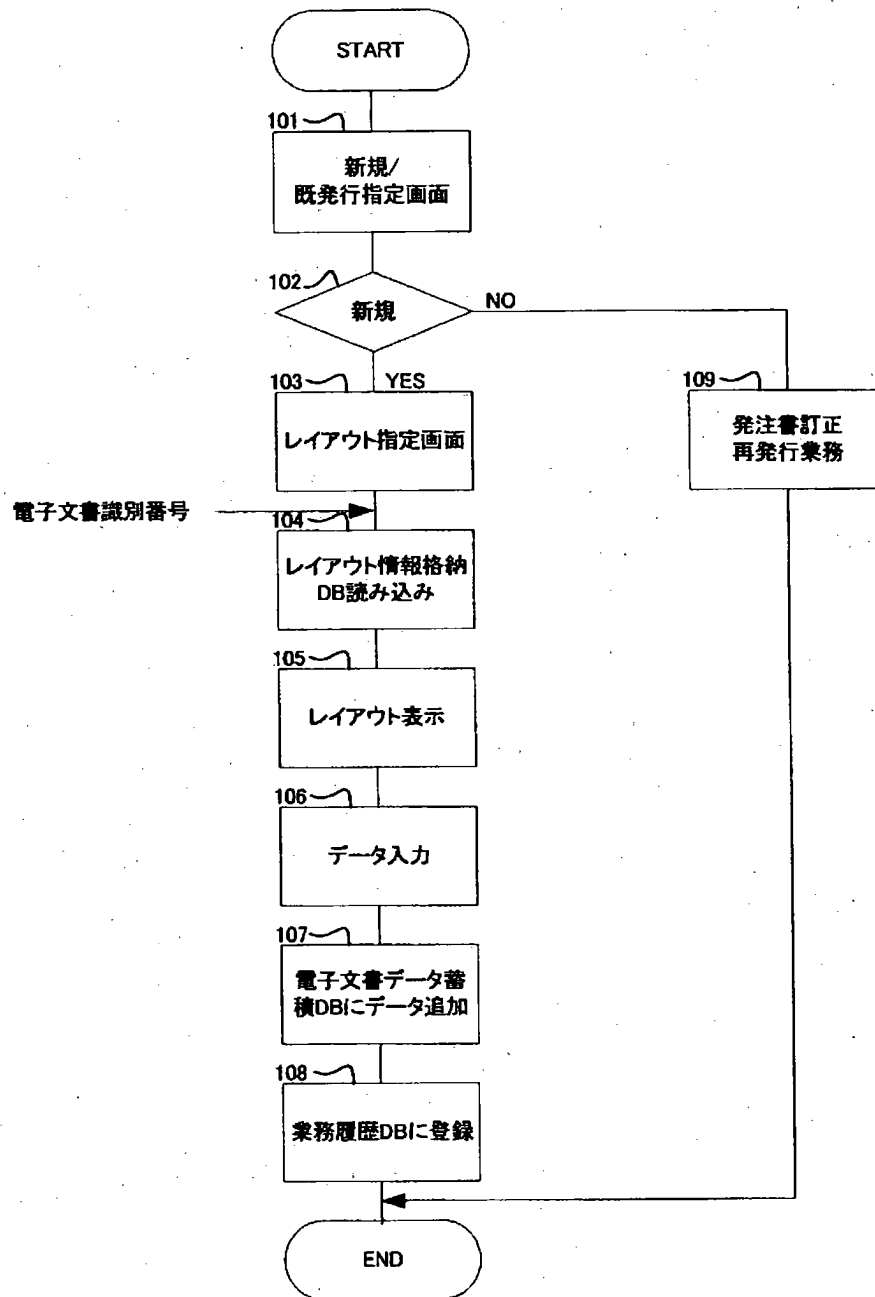 START
101
新規/
既発行指定画面
102
新規
NO
YES
103
レイアウト指定画面
109
発注書訂正
再発行業務
電子文書識別番号
104
レイアウト情報格納
DB読み込み
105
レイアウト表示
106
データ入力
107
電子文書データ蓄
積DBにデータ追加
108
業務履歴DBに登録
END